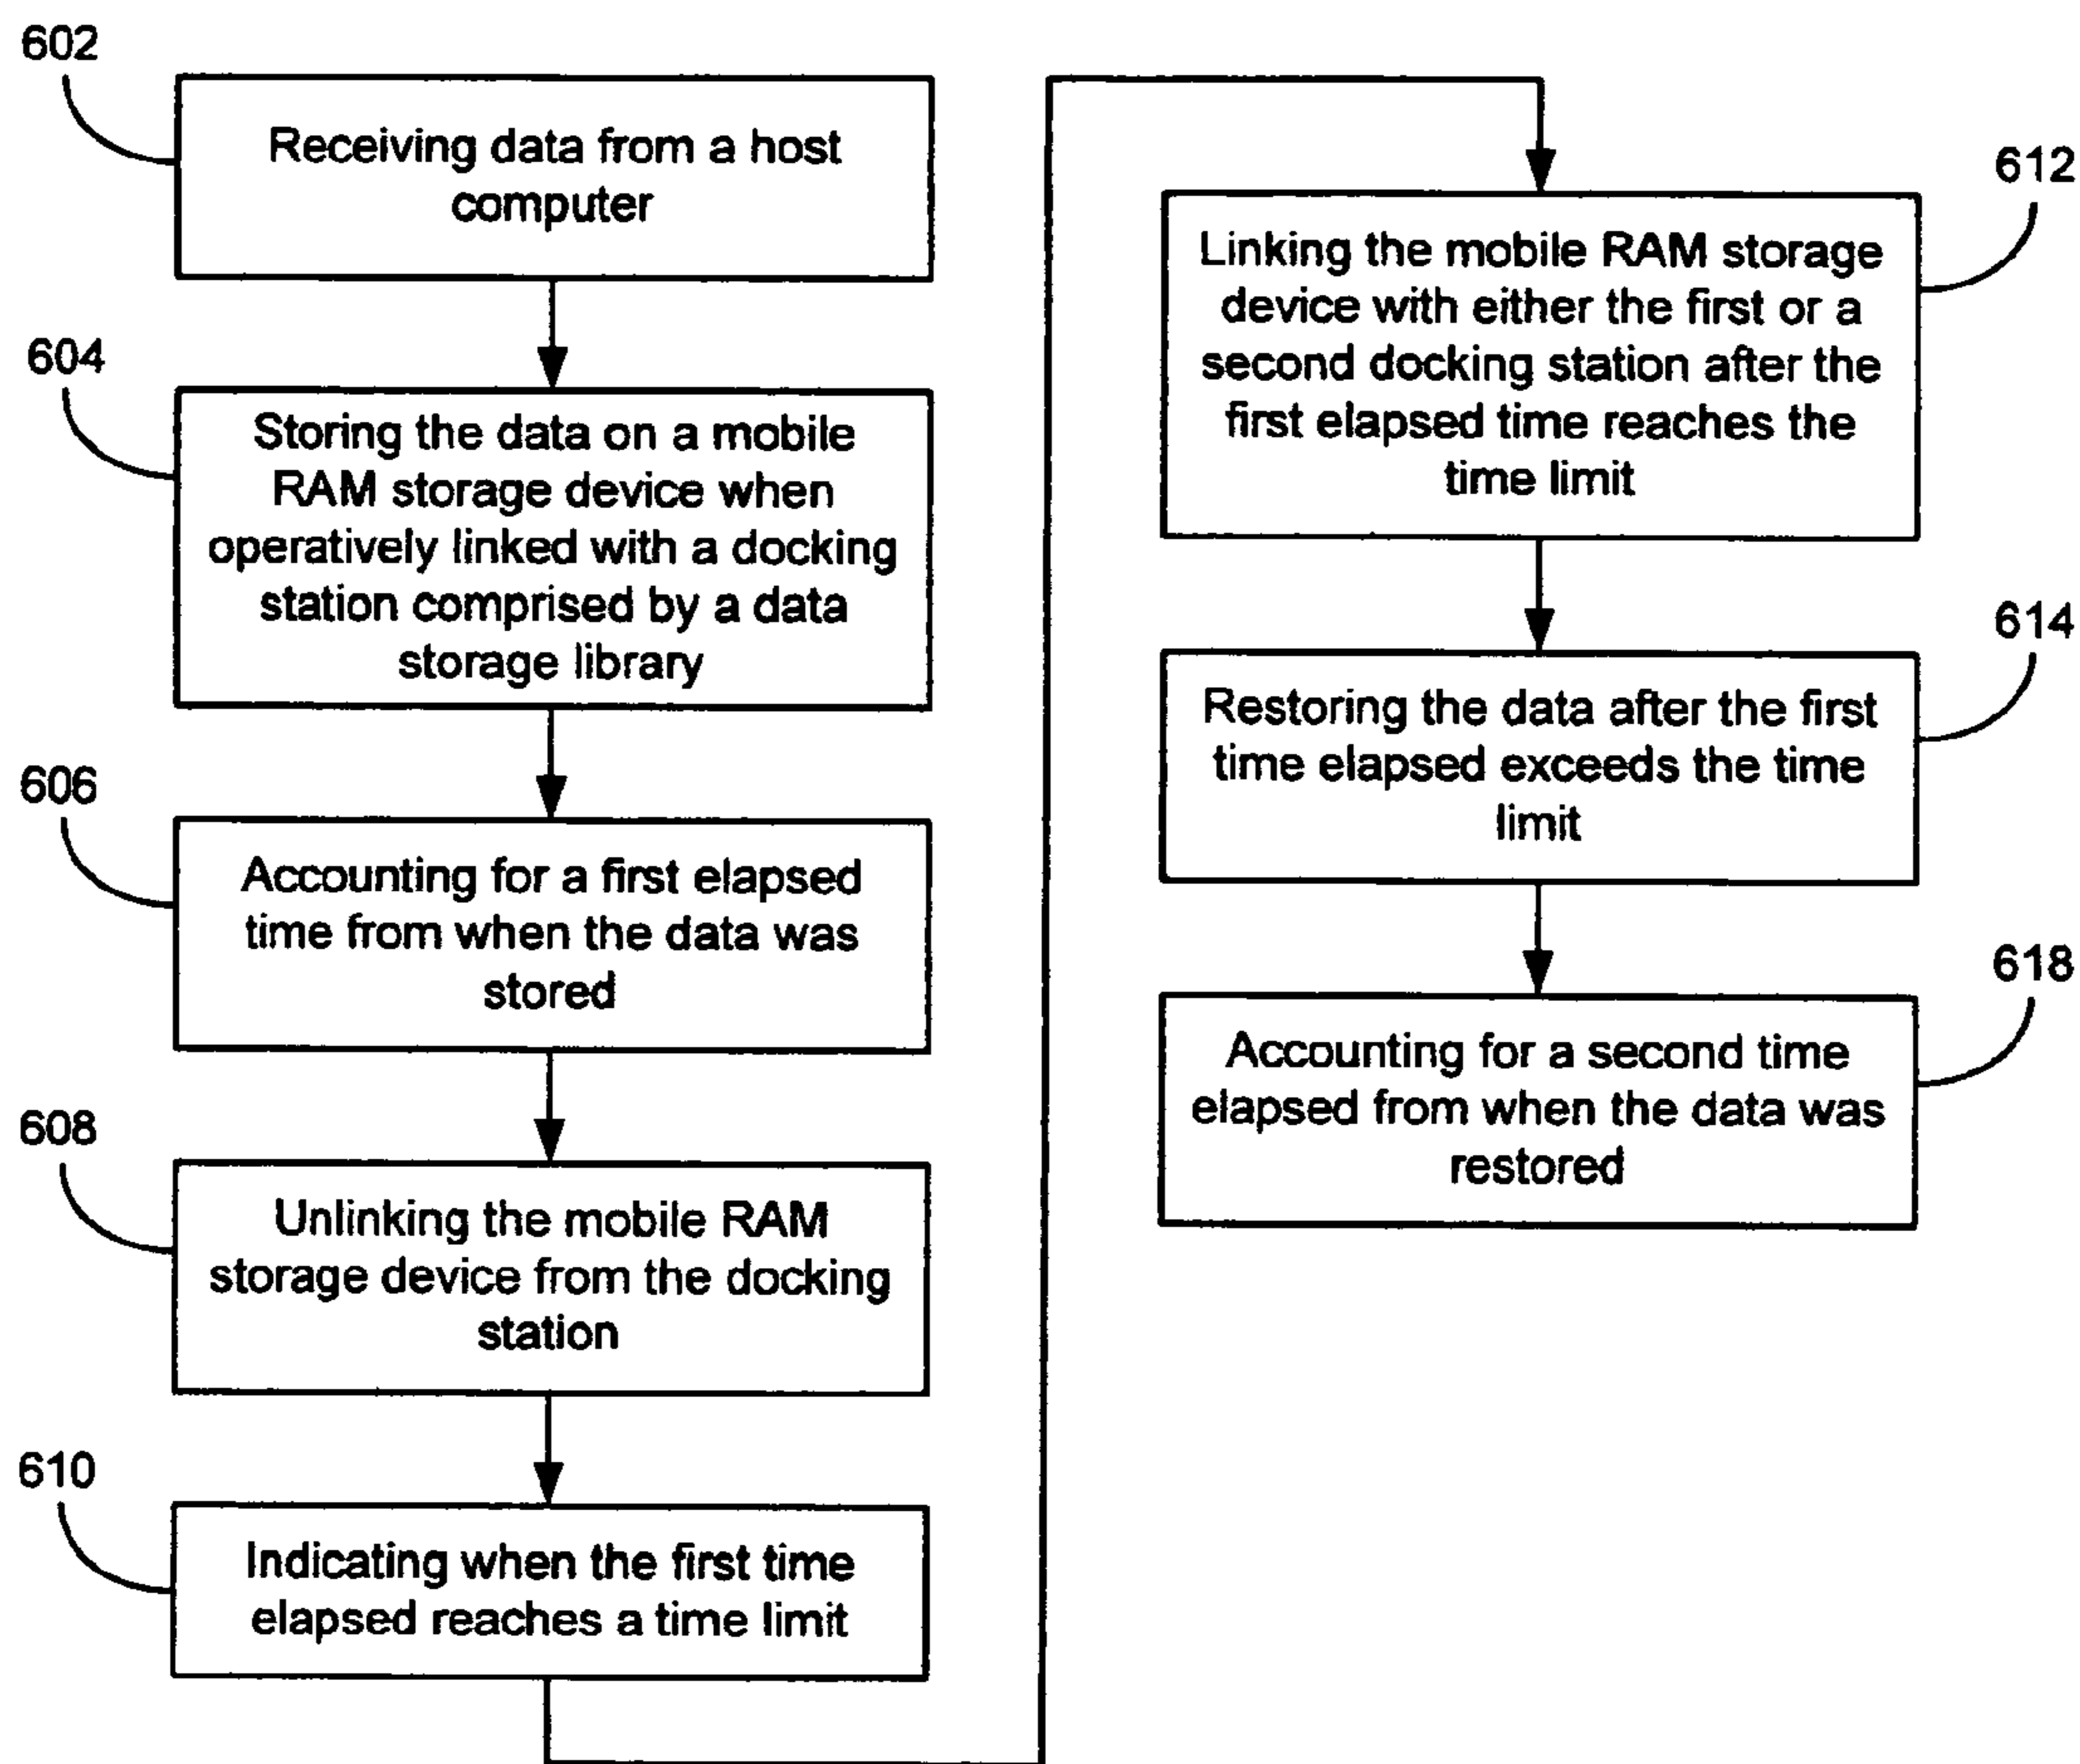 602
Receiving data from a host
computer
604
Storing the data on a mobile
RAM storage device when
operatively linked with a docking
station comprised by a data
storage library
606
Accounting for a first elapsed
time from when the data was
stored
608
Unlinking the mobile RAM
storage device from the docking
station
610
Indicating when the first time
elapsed reaches a time limit
612
Linking the mobile RAM storage
device with either the first or a
second docking station after the
first elapsed time reaches the
time limit
614
Restoring the data after the first
time elapsed exceeds the time
limit
618
Accounting for a second time
elapsed from when the data was
restored